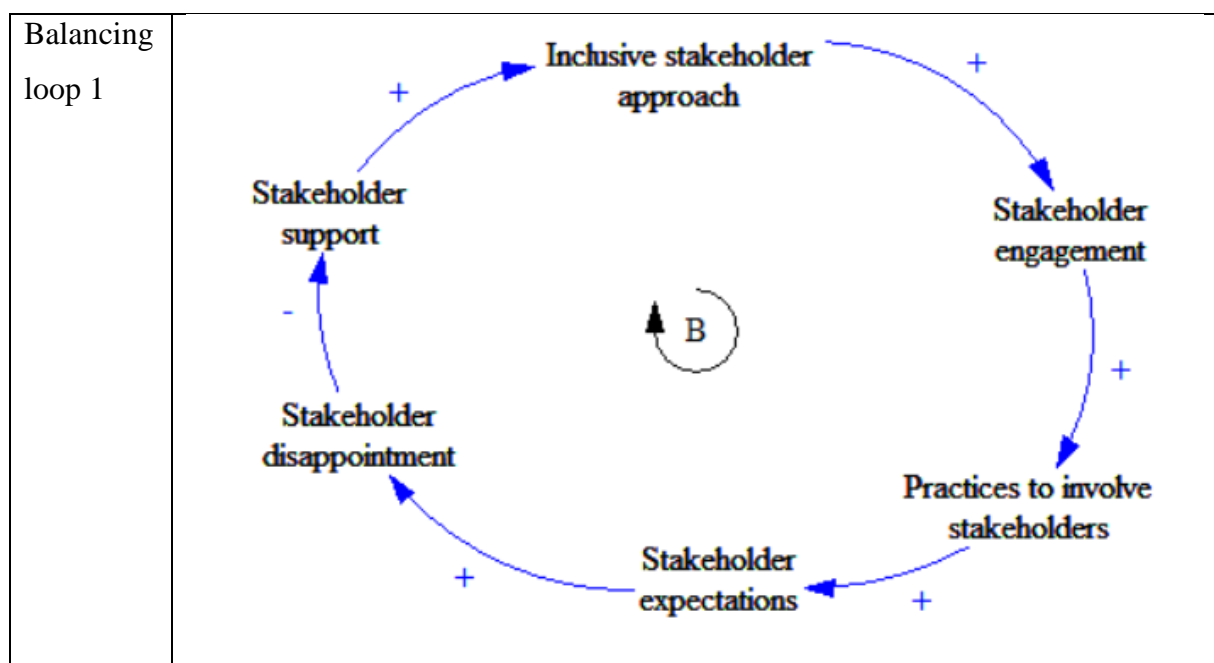 Balancing
loop 1
Inclusive stakeholder
approach
+
+
Stakeholder
support
Stakeholder
engagement
-
B
+
Stakeholder
disappointment
Practices to involve
stakeholders
Stakeholder
expectations
+
+